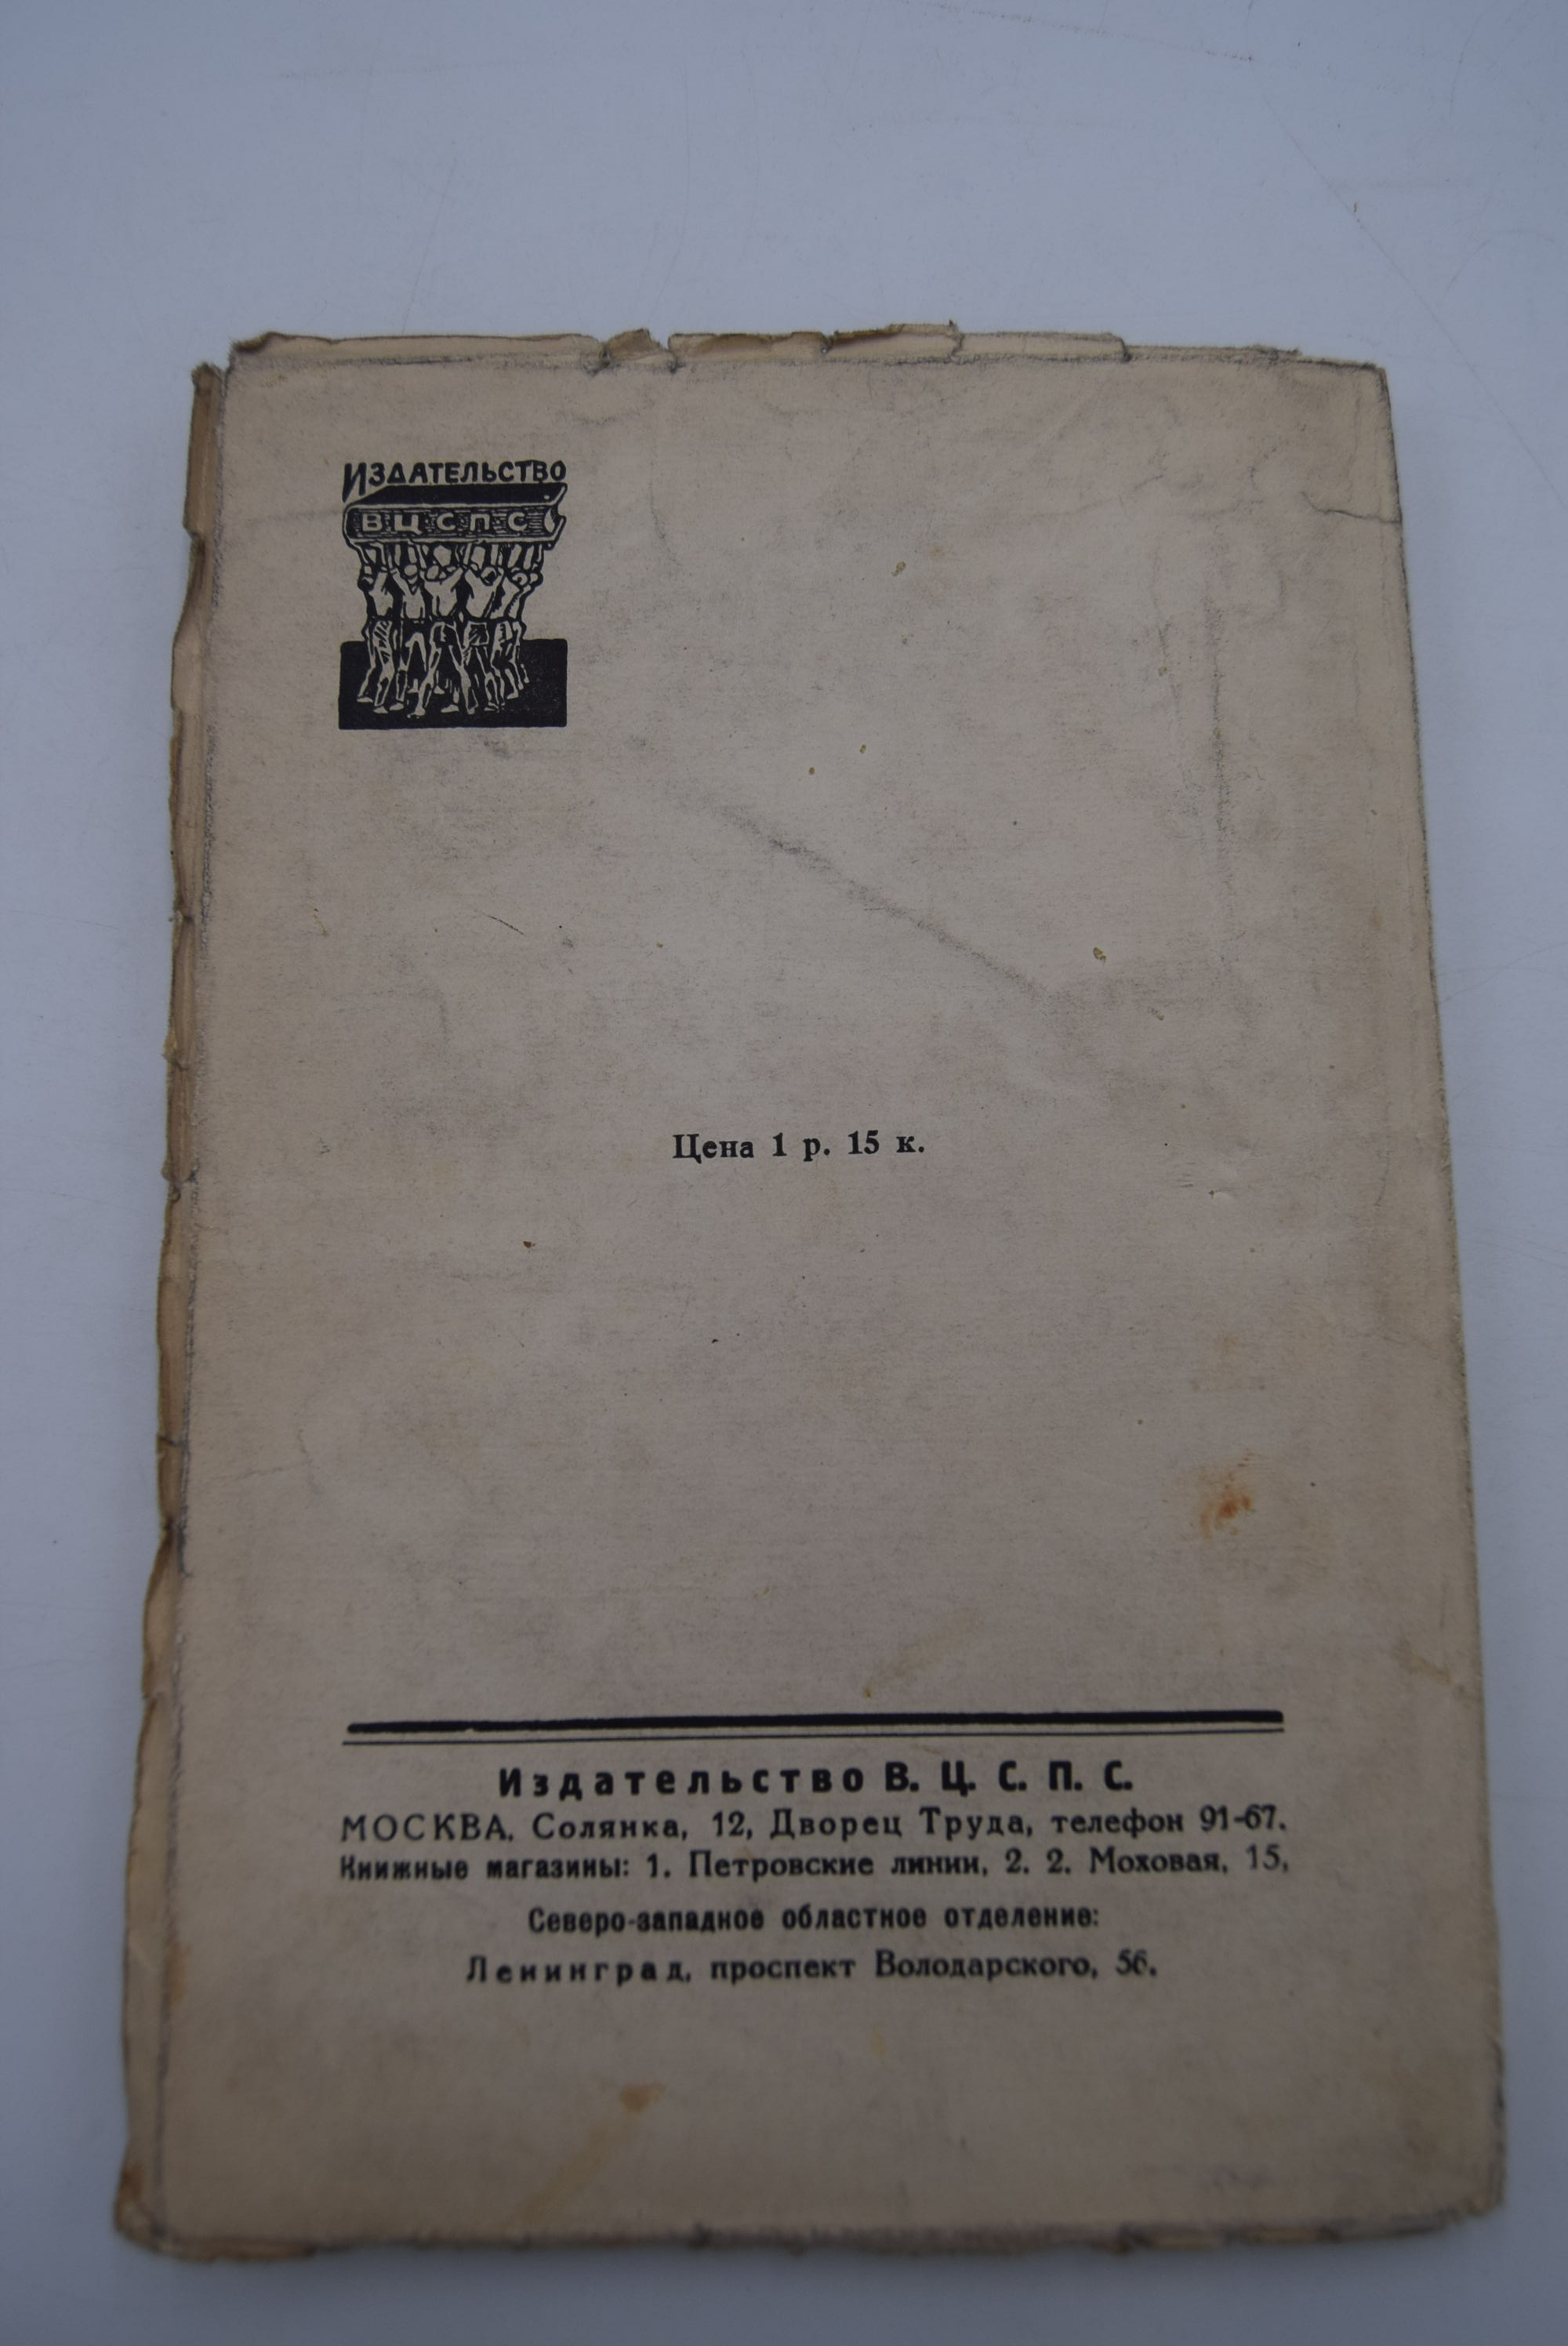 ИЗДАТЕЛЬСТВО
ВЦСПС
Цена 1 р. 15 к.
Издательство В. Ц. С. П. С.
МОСКВА. Солянка, 12, Дворец Труда, телефон 91-67.
Книжные магазины: 1. Петровские линии, 2. 2. Моховая, 15,
Северо-западное областное отделение:
Ленинград, проспект Володарского, 56.